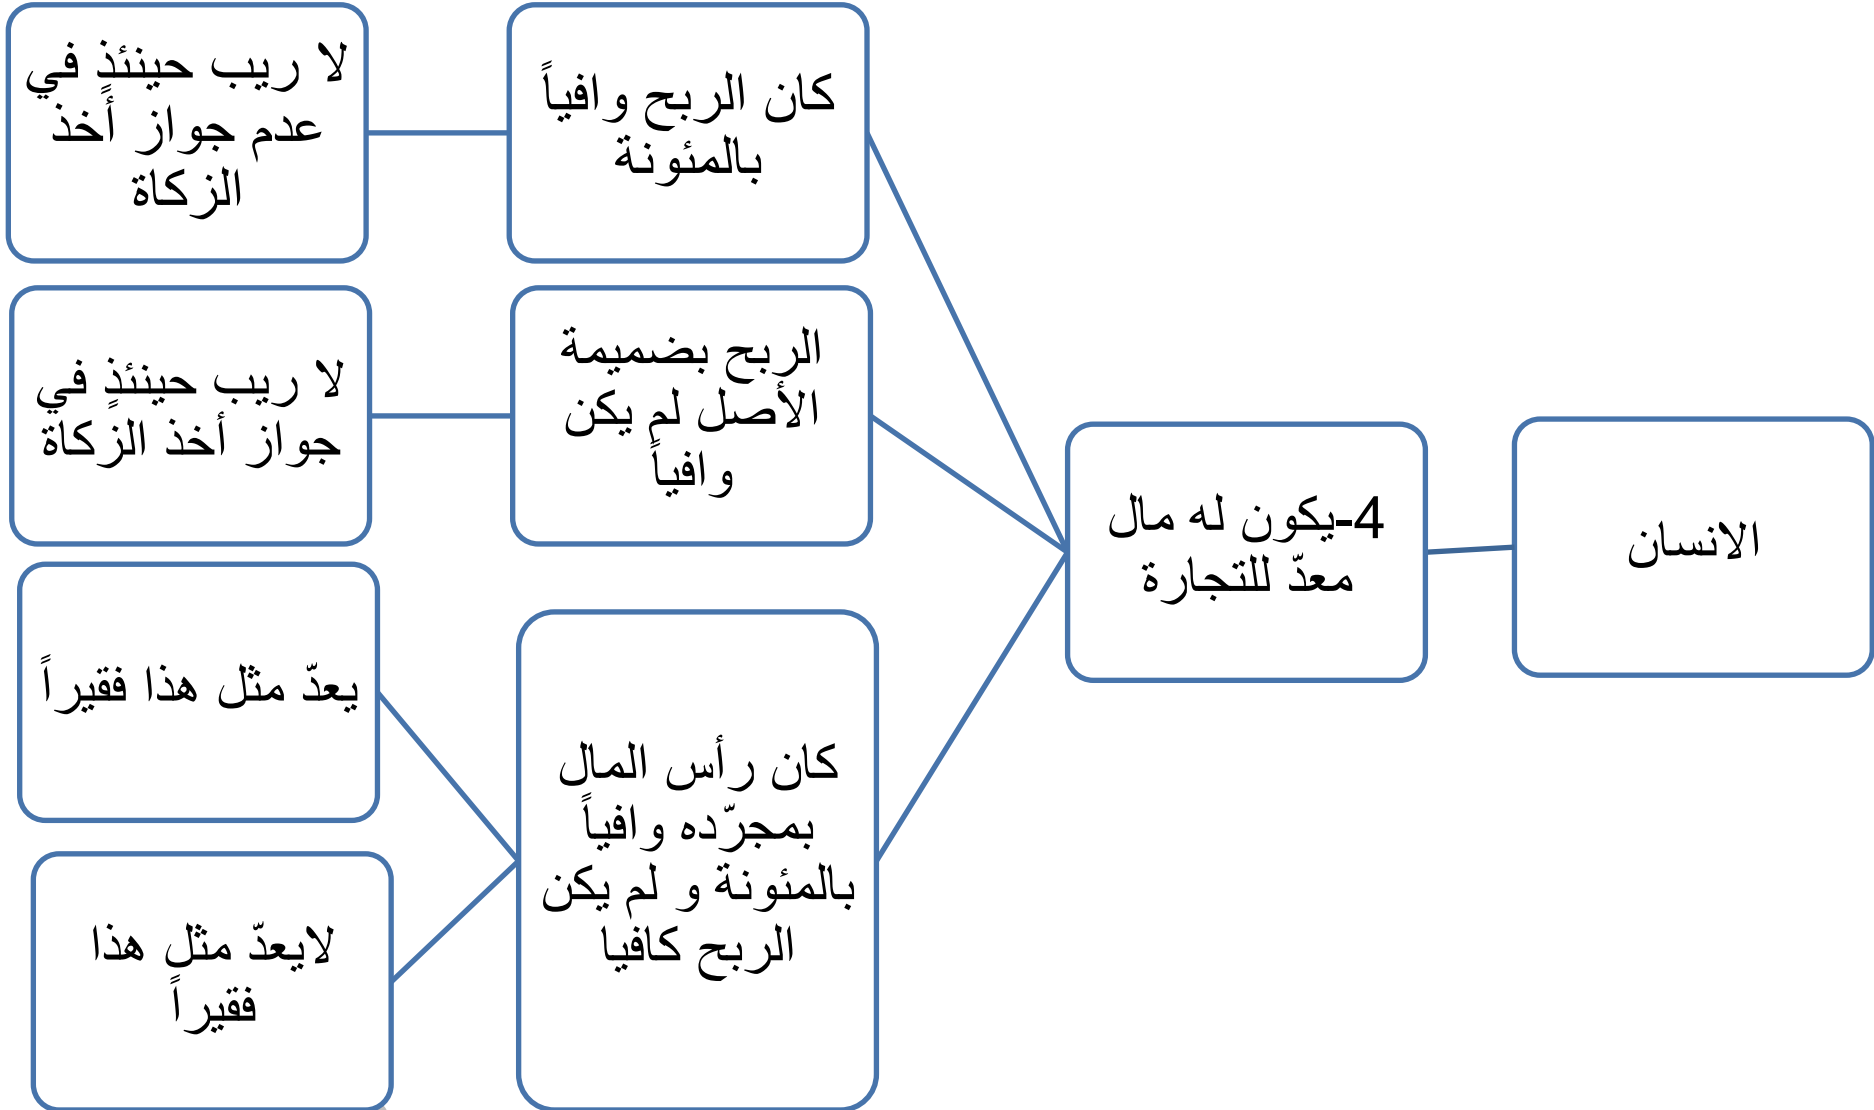 الانسان
4-يكون له مال
معدّ للتجارة
كان الربح وافياً
بالمئونة
لا ريب حينئذٍ في
عدم جواز أخذ
الزكاة
الربح بضميمة
الأصل لم يكن
وافياً
لا ريب حينئذٍ في
جواز أخذ الزكاة
كان رأس المال
بمجرّده وافياً
بالمئونة و لم يكن
الربح كافيا
يعدّ مثل هذا فقيراً
لايعدّ مثل هذا
فقيراً